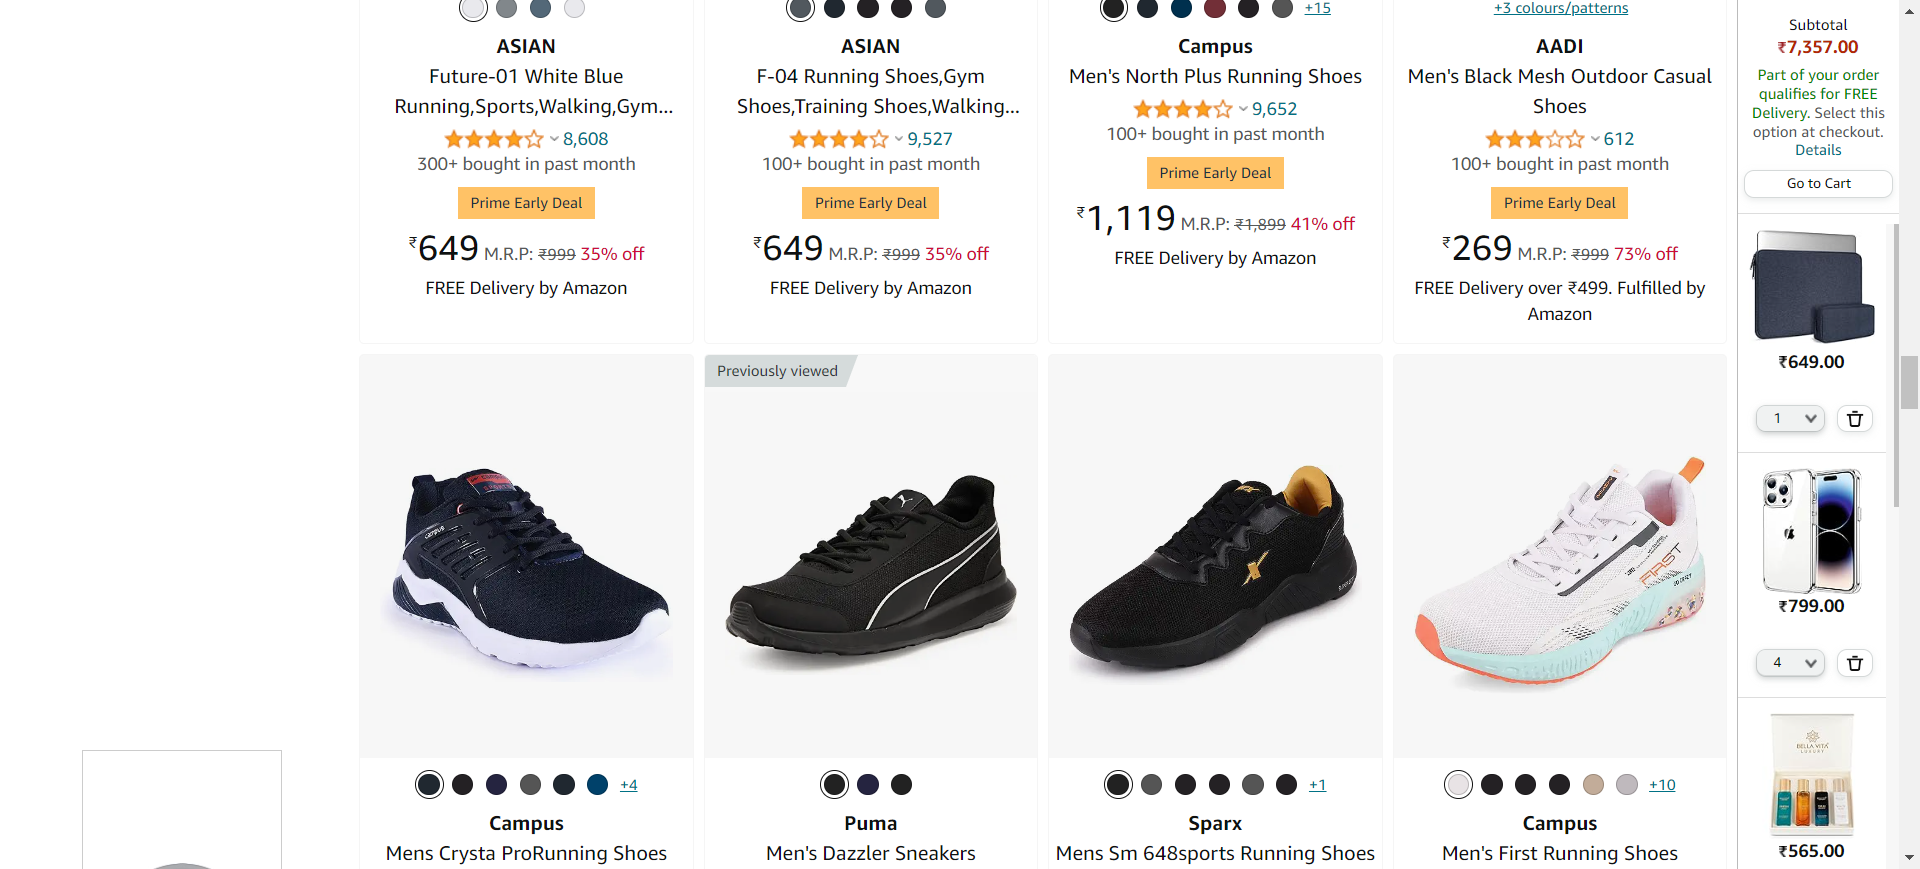 +15
+3 colours/patterns
ASIAN
Future-01 White Blue
Running,Sports,Walking,Gym...
8,608
300+ bought in past month
Prime Early Deal
₹649 M.R.P: ₹999 35% off
FREE Delivery by Amazon
ASIAN
F-04 Running Shoes,Gym
Shoes,Training Shoes,Walking...
9,527
100+ bought in past month
Prime Early Deal
₹649 M.R.P: ₹999 35% off
FREE Delivery by Amazon
Campus
Men's North Plus Running Shoes
9,652
100+ bought in past month
Prime Early Deal
₹1,119 M.R.P: ₹1,899 41% off
FREE Delivery by Amazon
AADI
Men's Black Mesh Outdoor Casual
Shoes
612
100+ bought in past month
Prime Early Deal
₹269 M.R.P: ₹999 73% off
FREE Delivery over ₹499. Fulfilled by
Amazon
campus
+4
Campus
Mens Crysta ProRunning Shoes
Previously viewed
Puma
Men's Dazzler Sneakers
+1
Sparx
Mens Sm 648sports Running Shoes
FIRST
+10
Campus
Men's First Running Shoes
Subtotal
₹7,357.00
Part of your order
qualifies for FREE
Delivery. Select this
option at checkout.
Details
Go to Cart
₹649.00
1
₹799.00
4
BELLA VITA
LUXURY
₹565.00